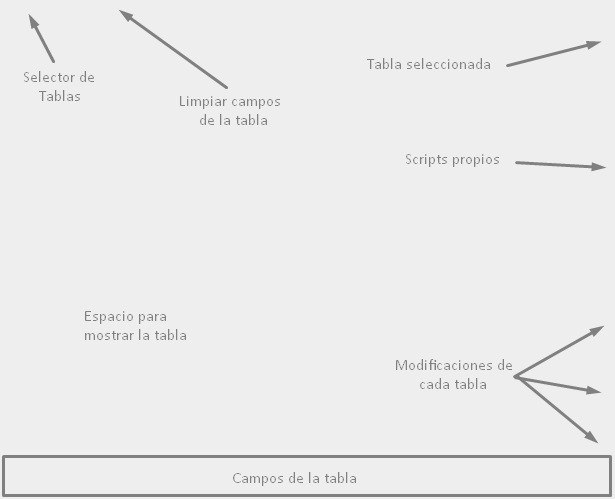 Selector de
Tablas
Limpiar campos
de la tabla
Tabla seleccionada
Scripts propios
Espacio para
mostrar la tabla
Modificaciones de
cada tabla
Campos de la tabla